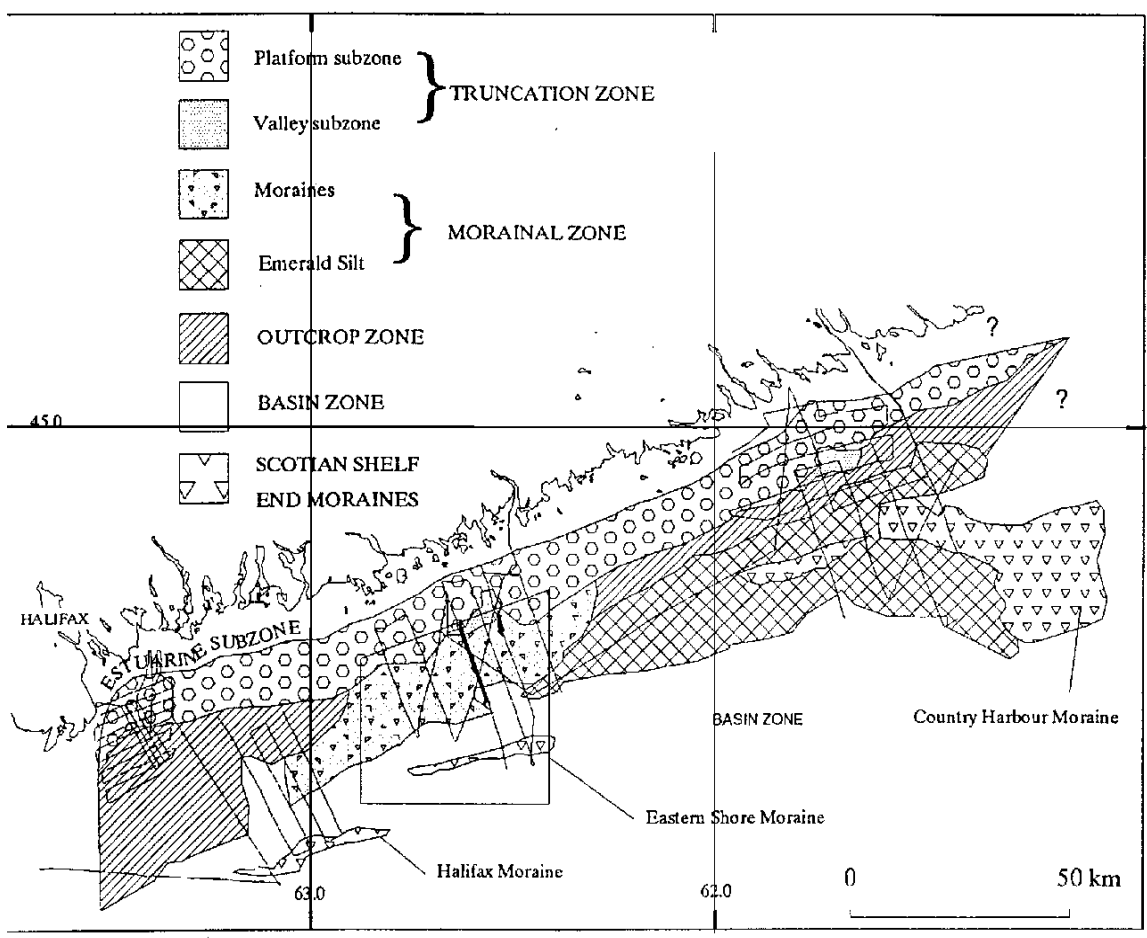 Platform subzone
TRUNCATION ZONE
Valley subzone
Moraines
MORAINAL ZONE
Emerald Silt
OUTCROP ZONE
BASIN ZONE
45.0
SCOTIAN SHELF
END MORAINES
?
?
HALIFAX
ESTUARINE SUBZONE
BASIN ZONE
Country Harbour Moraine
Eastern Shore Moraine
Halifax Moraine
63.0
62.0
0
50 km